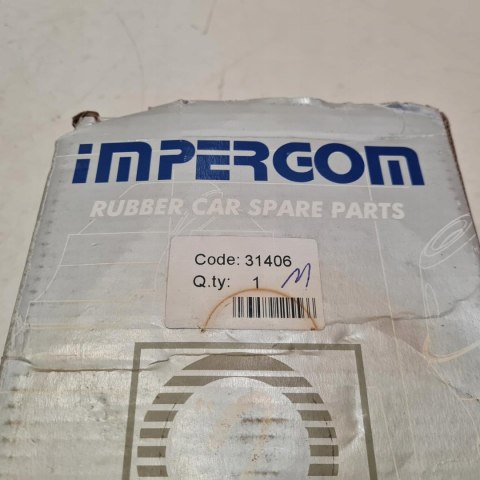 iMPERGOM
RUBBER CAR SPARE PARTS
Code: 31406
Q.ty: 1 M